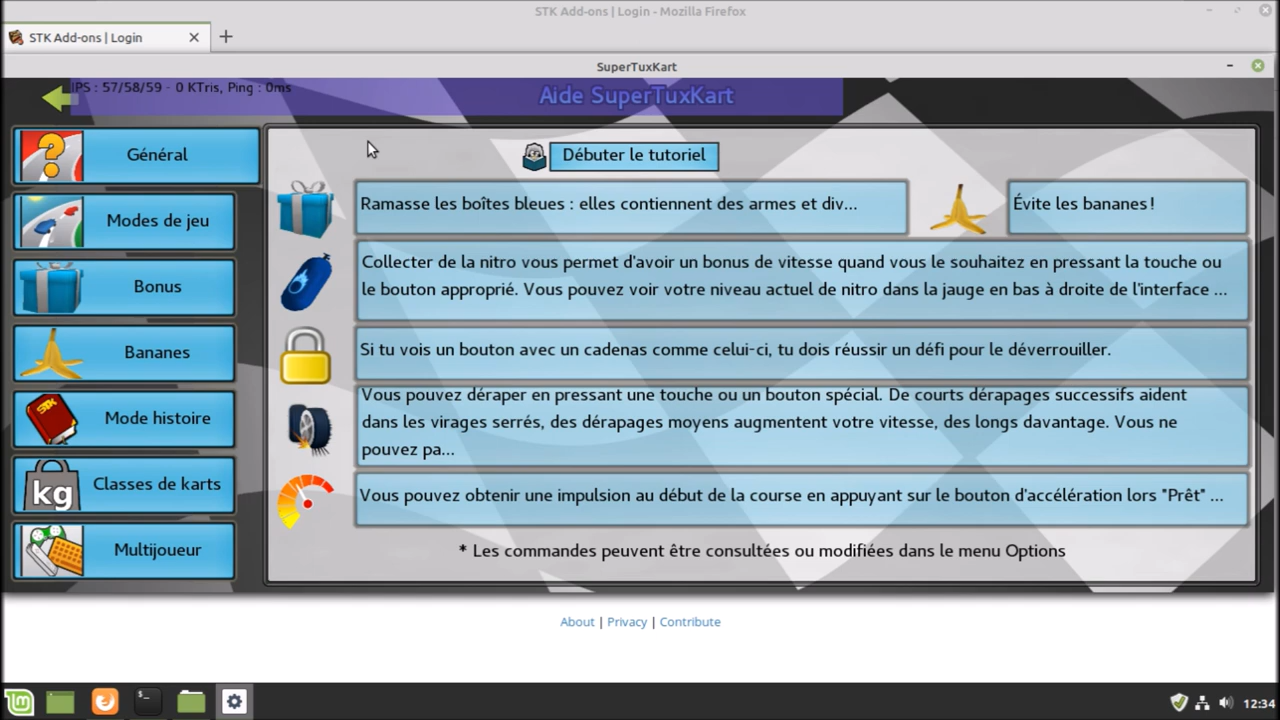 STK Add-ons | Login - Mozilla Firefox
STK Add-ons | Login
SuperTuxKart
IPS : 57/58/59 - 0 KTris, Ping : 0ms
Aide SuperTuxKart
Général
Modes de jeu
Bonus
Bananes
Mode histoire
Classes de karts
Multijoueur
Débuter le tutoriel
Ramasse les boîtes bleues : elles contiennent des armes et div...
Évite les bananes !
Collecter de la nitro vous permet d'avoir un bonus de vitesse quand vous le souhaitez en pressant la touche ou
le bouton approprié. Vous pouvez voir votre niveau actuel de nitro dans la jauge en bas à droite de l'interface ...
Si tu vois un bouton avec un cadenas comme celui-ci, tu dois réussir un défi pour le déverrouiller.
Vous pouvez déraper en pressant une touche ou un bouton spécial. De courts dérapages successifs aident
dans les virages serrés, des dérapages moyens augmentent votre vitesse, des longs davantage. Vous ne
pouvez pa...
Vous pouvez obtenir une impulsion au début de la course en appuyant sur le bouton d'accélération lors "Prêt" ...
* Les commandes peuvent être consultées ou modifiées dans le menu Options
STK
kg
About | Privacy | Contribute
12:34